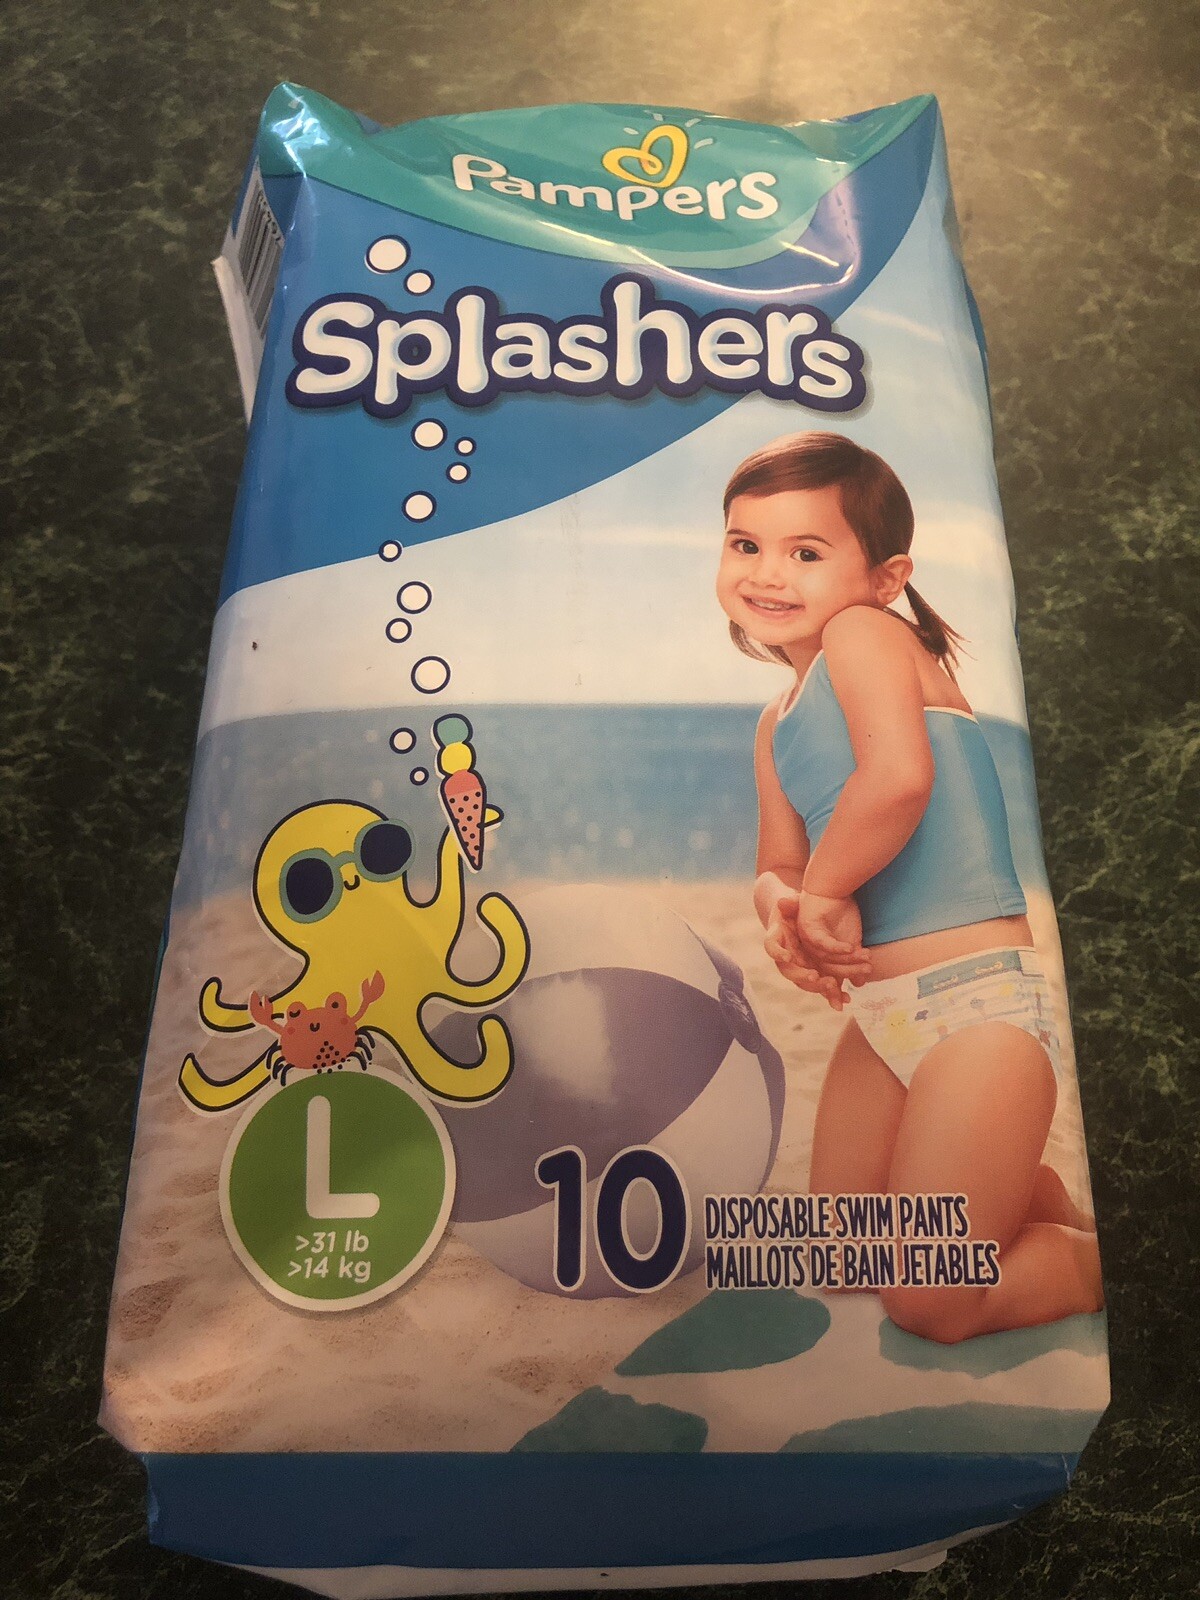 Pampers
Splashers
L
>31 lb
>14 kg
10
DISPOSABLE SWIM PANTS
MAILLOTS DE BAIN JETABLES